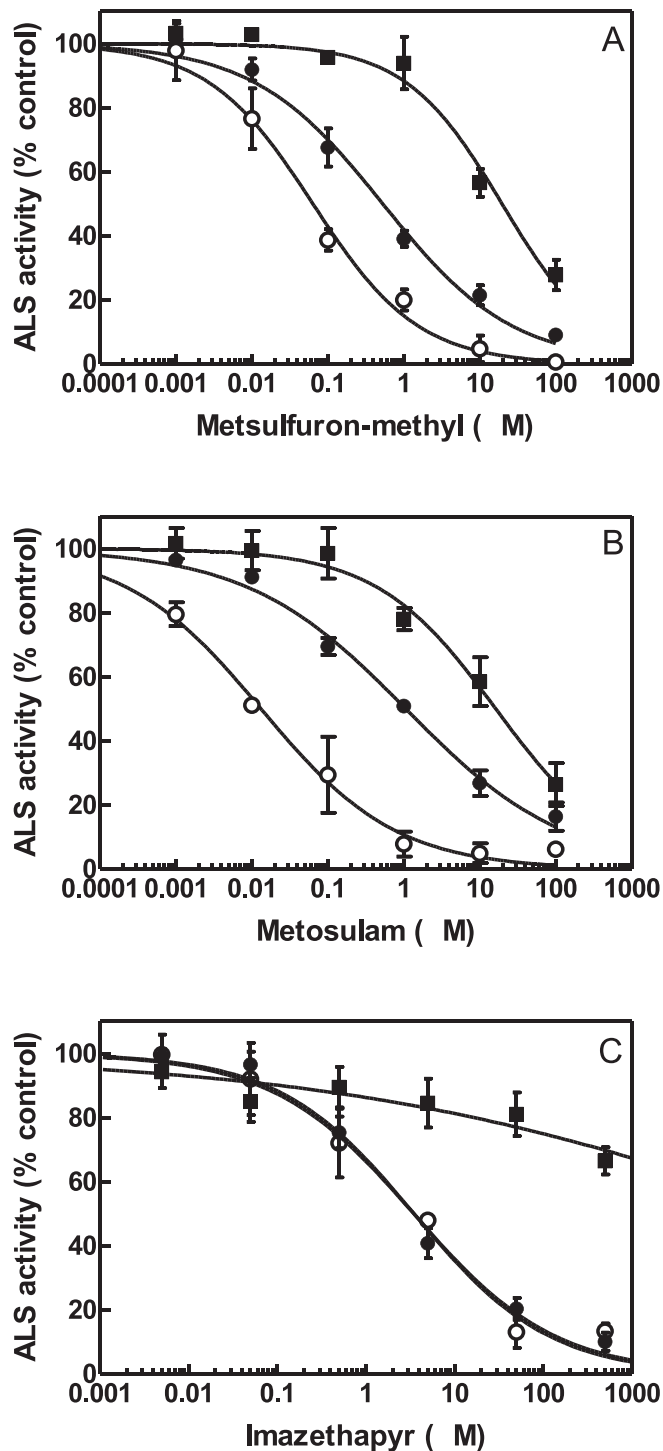 A
ALS activity (% control)
100
80
60
40
20
0
0.0001 0.001 0.01 0.1 1 10 100 1000
Metsulfuron-methyl ( M)
B
ALS activity (% control)
100
80
60
40
20
0
0.0001 0.001 0.01 0.1 1 10 100 1000
Metosulam ( M)
C
ALS activity (% control)
100
80
60
40
20
0
0.001 0.01 0.1 1 10 100 1000
Imazethapyr ( M)